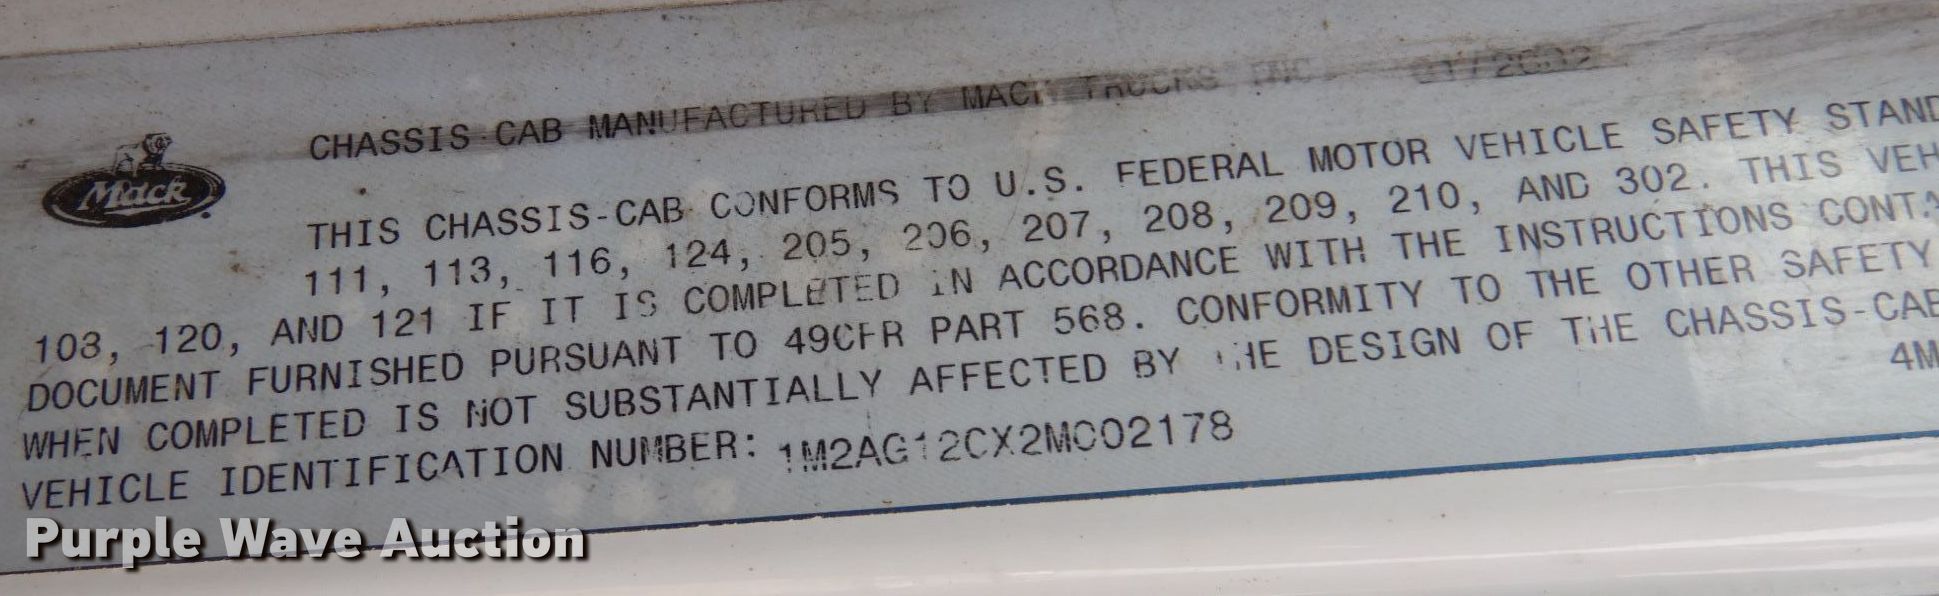 CHASSIS-CAB MANUFACTURED BY MACK TRUCKS INC. 01/2002
Mack
THIS CHASSIS-CAB CONFORMS TO U.S. FEDERAL MOTOR VEHICLE SAFETY STAND
111, 113, 116, 124, 205, 206, 207, 208, 209, 210, AND 302. THIS VEH
103, 120, AND 121 IF IT IS COMPLETED IN ACCORDANCE WITH THE INSTRUCTIONS CONT
DOCUMENT FURNISHED PURSUANT TO 49CFR PART 568. CONFORMITY TO THE OTHER SAFETY
WHEN COMPLETED IS NOT SUBSTANTIALLY AFFECTED BY THE DESIGN OF THE CHASSIS-CAB
4M
VEHICLE IDENTIFICATION NUMBER: 1M2AG12CX2M002178
Purple Wave Auction